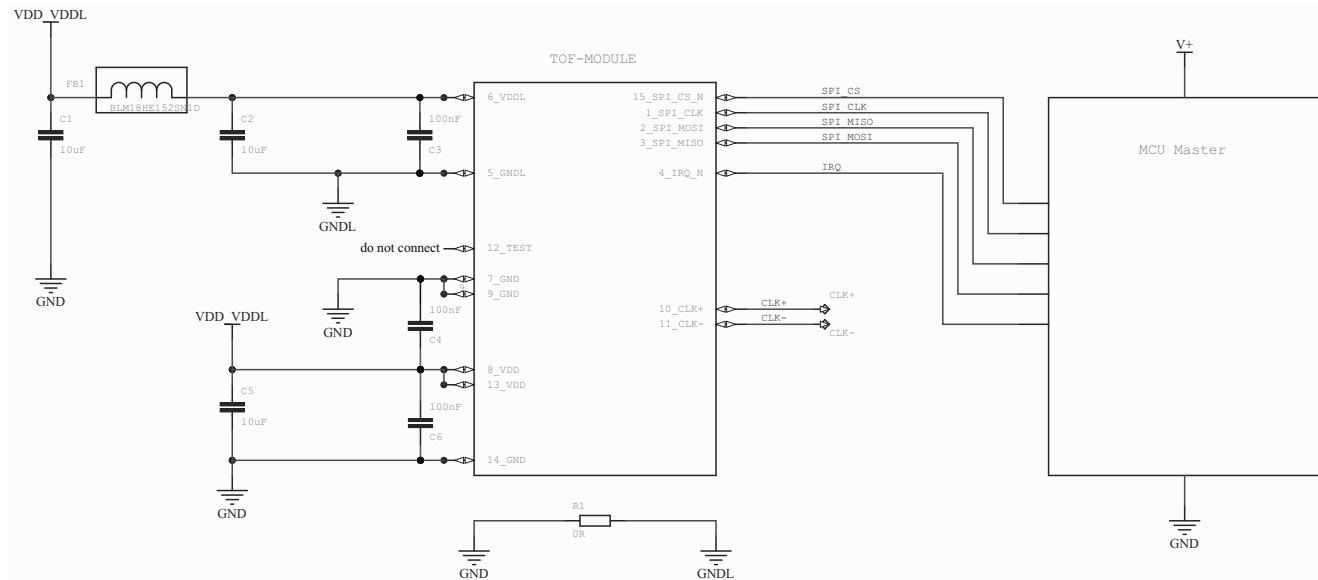 VDD_VDDL
V+
TOF-MODULE
FB1
BLM18HE152SN1D
6_VDDL
15_SPI_CS_N
SPI_CS
1_SPI_CLK
SPI_CLK
C1
C2
100nF
2_SPI_MOSI
SPI_MISO
3_SPI_MISO
SPI_MOSI
10uF
10uF
C3
MCU Master
5_GNDL
4_IRQ_N
IRQ
GNDL
do not connect
12_TEST
7_GND
9_GND
GND
100nF
10_CLK+
CLK+
CLK+
GND
11_CLK-
CLK-
CLK-
VDD_VDDL
C4
8_VDD
13_VDD
C5
100nF
10uF
C6
14_GND
GND
R1
0R
GND
GNDL
GND